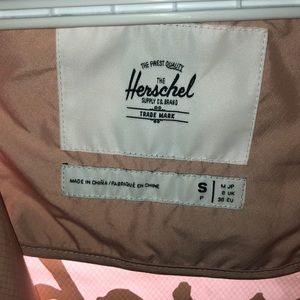 THE FINEST QUALITY
THE
Herschel
SUPPLY CO. BRAND
TRADE MARK
MADE IN CHINA / FABRIQUÉ EN CHINE
S
P
M JP
8 UK
36 EU